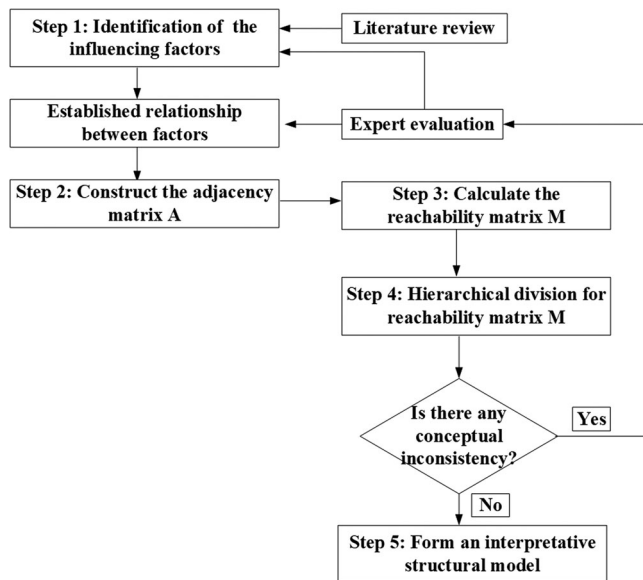 Step 1: Identification of the
influencing factors
Literature review
Established relationship
between factors
Expert evaluation
Step 2: Construct the adjacency
matrix A
Step 3: Calculate the
reachability matrix M
Step 4: Hierarchical division for
reachability matrix M
Is there any
conceptual
inconsistency?
Yes
No
Step 5: Form an interpretative
structural model